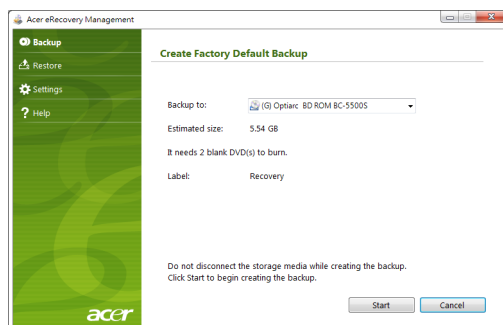 Acer eRecovery Management
Backup
Restore
Settings
Help
Create Factory Default Backup
Backup to: (G) Optiarc BD ROM BC-5500S
Estimated size: 5.54 GB
It needs 2 blank DVD(s) to burn.
Label: Recovery
Do not disconnect the storage media while creating the backup.
Click Start to begin creating the backup.
Start Cancel
acer